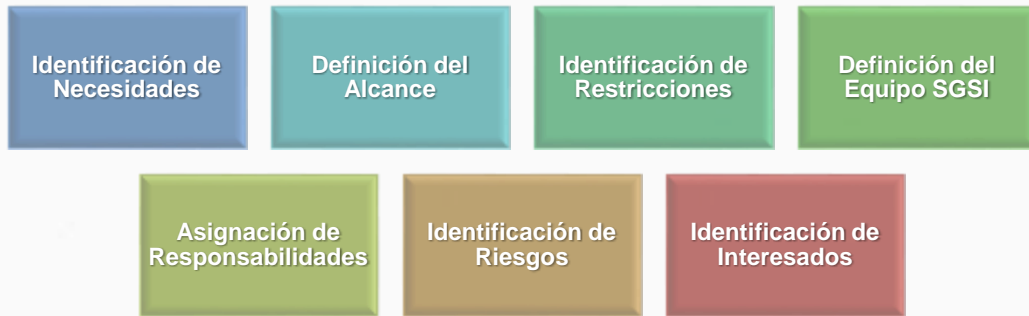 Identificación de
Necesidades
Definición del
Alcance
Identificación de
Restricciones
Definición del
Equipo SGSI
Asignación de
Responsabilidades
Identificación de
Riesgos
Identificación de
Interesados